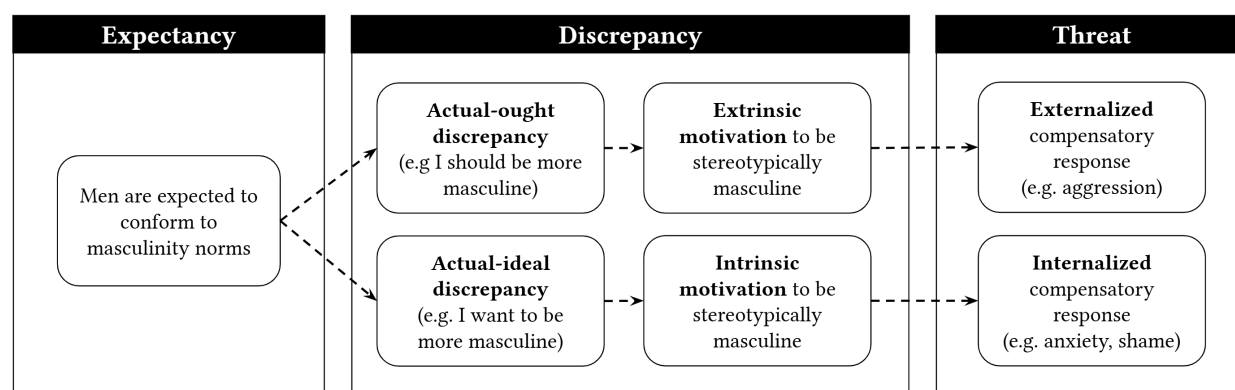 Expectancy
Discrepancy
Threat
Men are expected to
conform to
masculinity norms
Actual-ought
discrepancy
(e.g I should be more
masculine)
Extrinsic
motivation to be
stereotypically
masculine
Externalized
compensatory
response
(e.g. aggression)
Actual-ideal
discrepancy
(e.g. I want to be
more masculine)
Intrinsic
motivation to be
stereotypically
masculine
Internalized
compensatory
response
(e.g. anxiety, shame)